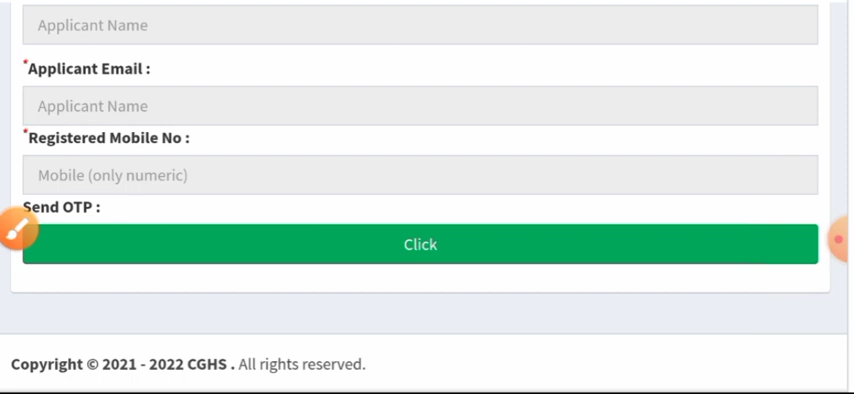 Applicant Name
*Applicant Email :
Applicant Name
*Registered Mobile No :
Mobile (only numeric)
Send OTP :
Click
Copyright © 2021 - 2022 CGHS . All rights reserved.